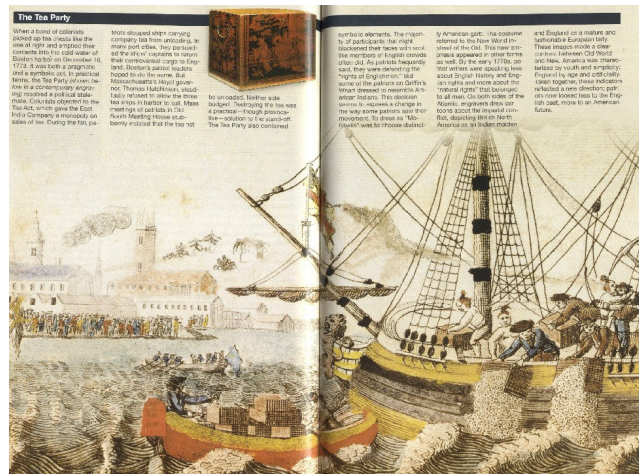 The Tea Party
When a band of colonists
picked up tea chests like the
one at right and emptied their
contents into the cold water of
Boston harbor on December 16,
1773, it was both a pragmatic
and a symbolic act. In practical
terms, the Tea Party (shown be-
low in a contemporary engrav-
ing) resolved a political stale-
mate. Colonists objected to the
Tea Act, which gave the East
India Company a monopoly on
sales of tea. During the fall, pa-
triots stopped ships carrying
company tea from unloading. In
many port cities, they persuad-
ed the ships' captains to return
their controversial cargo to Eng-
land. Boston's patriot leaders
hoped to do the same. But
Massachusetts's Royal gover-
nor, Thomas Hutchinson, stead-
fastly refused to allow the three
tea ships in harbor to sail. Mass
meetings of patriots in Old
South Meeting House stub-
bornly insisted that the tea not
be unloaded. Neither side
budged. Destroying the tea was
a practical—though provoca-
tive—solution to the stand-off.
The Tea Party also contained
symbolic elements. The majori-
ty of participants that night
blackened their faces with soot
like members of English crowds
often did. As patriots frequently
said, they were defending the
"rights of Englishmen." But
some of the patriots on Griffin's
Wharf dressed to resemble Am-
erican Indians. This decision
seems to express a change in
the way some patriots saw their
movement. To dress as "Mo-
hawks" was to choose distinct-
ly American garb. The costume
referred to the New World in-
stead of the Old. This new em-
phasis appeared in other forms
as well. By the early 1770s, pa-
triot writers were speaking less
about English history and Eng-
lish rights and more about the
"natural rights" that belonged
to all men. On both sides of the
Atlantic, engravers drew car-
toons about the imperial con-
flict, depicting British North
America as an Indian maiden
and England as a mature and
fashionable European lady.
These images made a clear
contrast between Old World
and New. America was charac-
terized by youth and simplicity,
England by age and artificiality.
Taken together, these indicators
reflected a new direction; patri-
ots now looked less to the Eng-
lish past, more to an American
future.